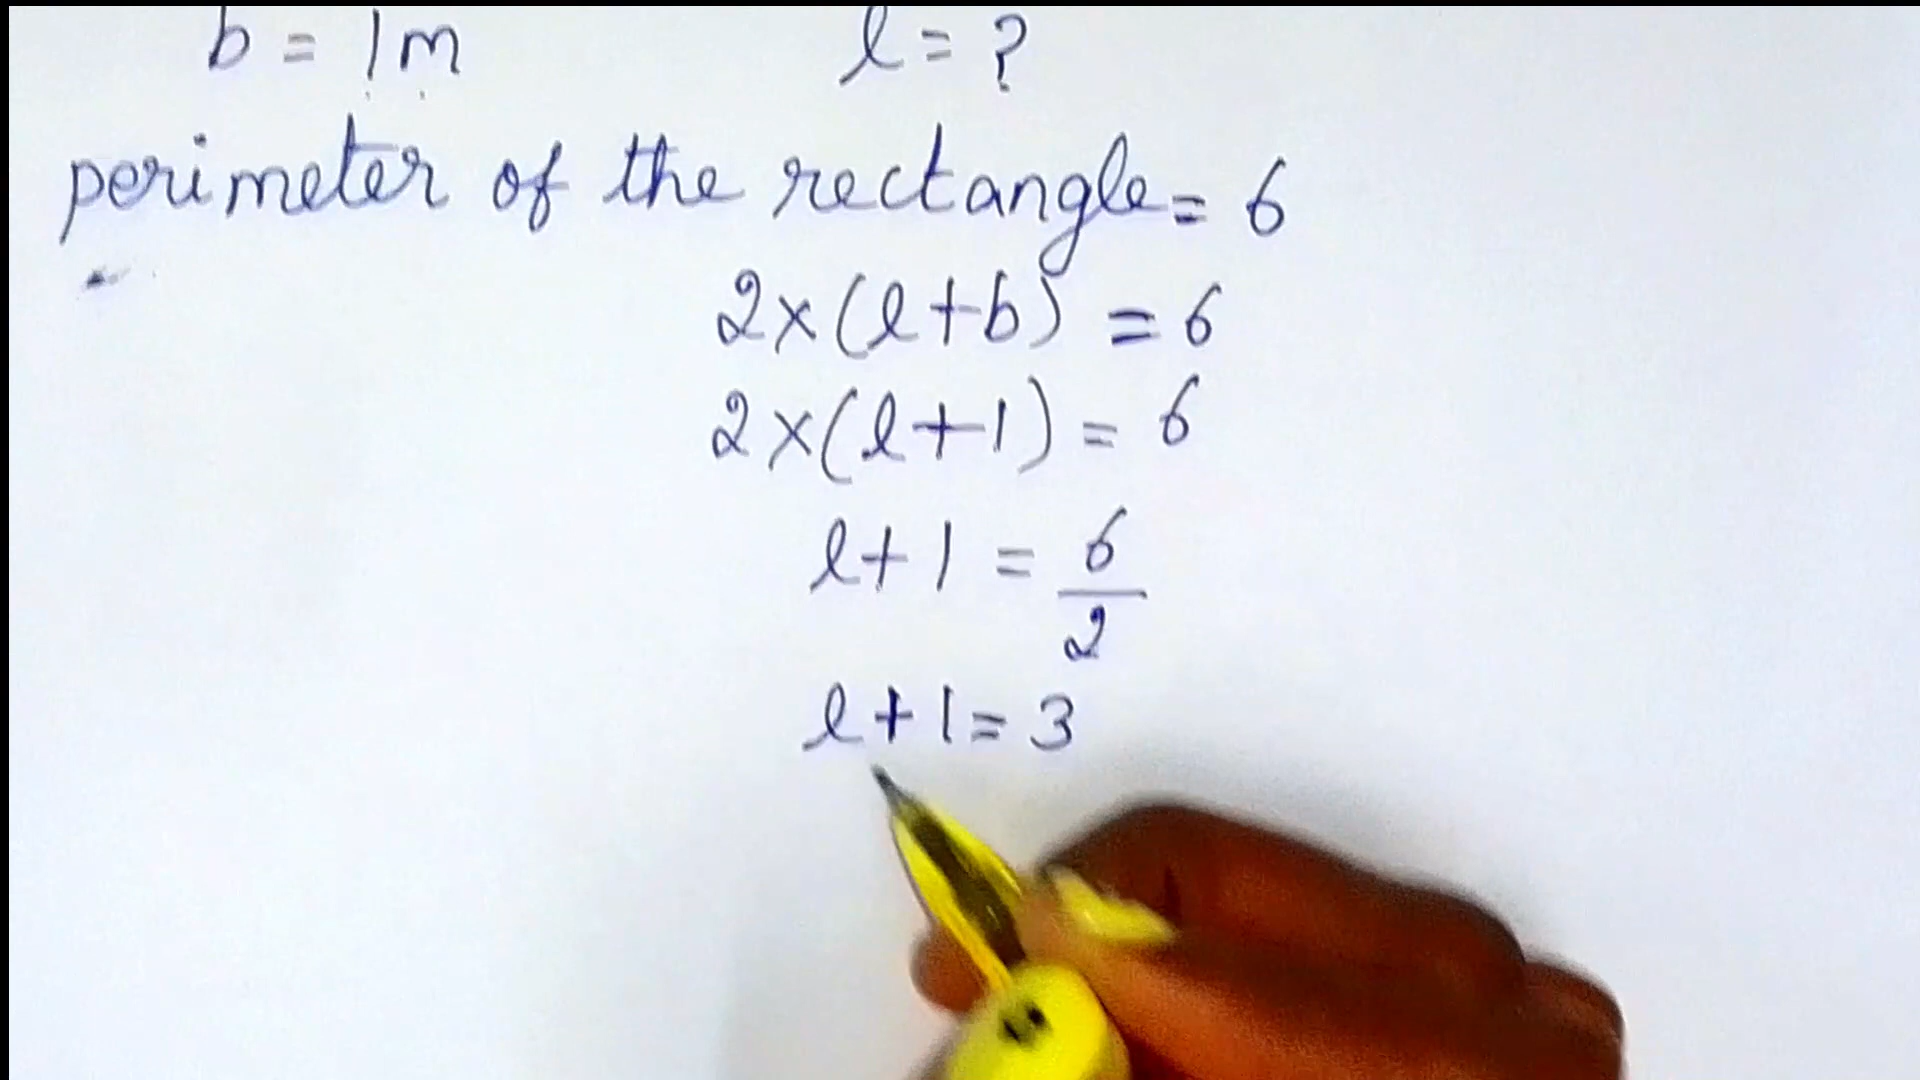 b = 1m l = ?
perimeter of the rectangle = 6
2×(l+b) = 6
2×(l+1) = 6
l+1 = 6/2
l+1=3